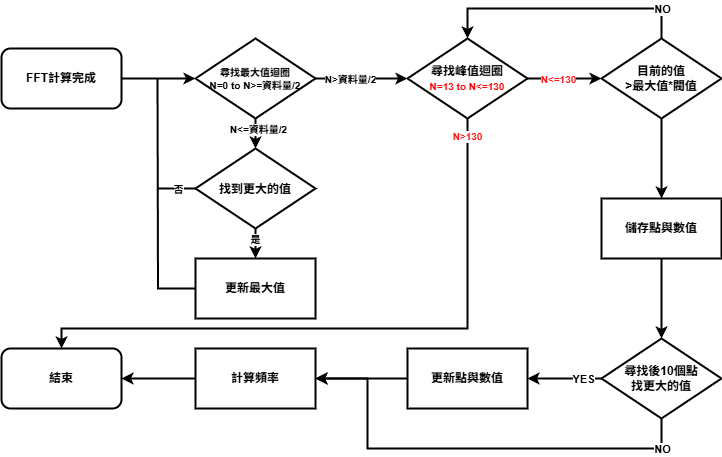 NO
FFT計算完成
尋找最大值迴圈
N=0 to N>=資料量/2
N>資料量/2
尋找峰值迴圈
N=13 to N<=130
N<=130
目前的值
>最大值*閥值
N<=資料量/2
N>130
找到更大的值
否
是
儲存點與數值
更新最大值
結束
計算頻率
更新點與數值
YES
尋找後10個點
找更大的值
NO